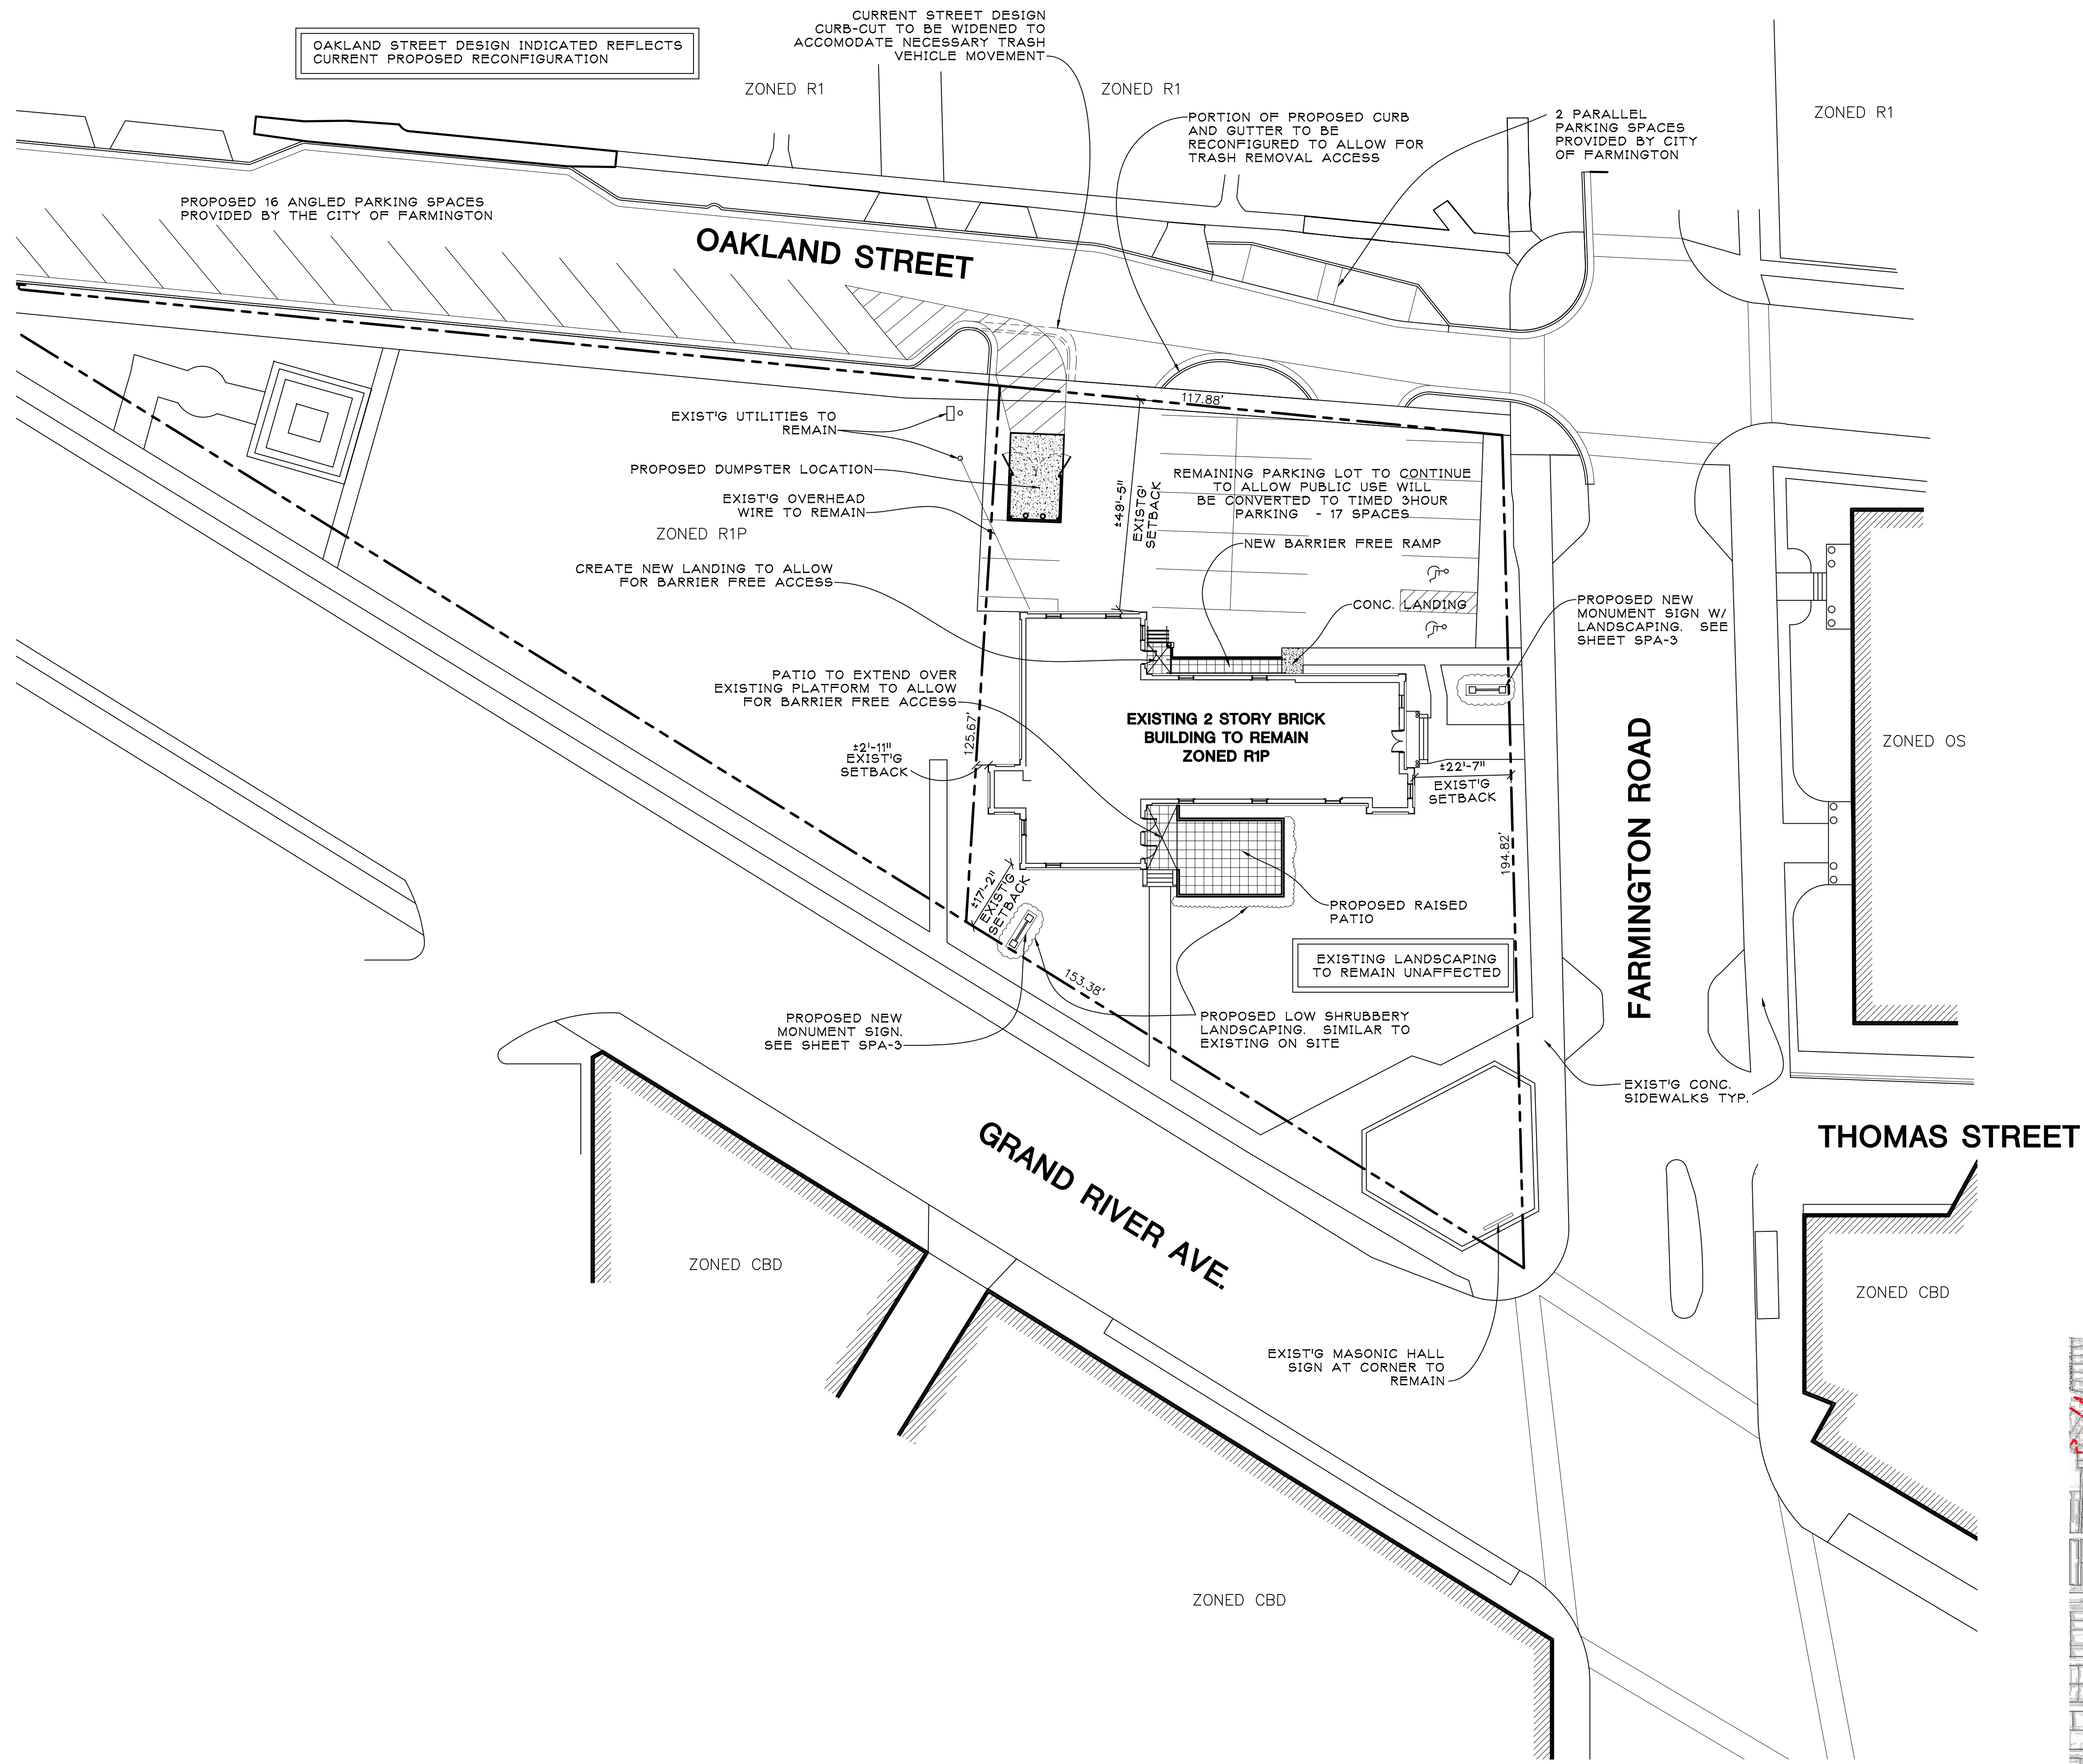 CURRENT STREET DESIGN
CURB-CUT TO BE WIDENED TO
ACCOMODATE NECESSARY TRASH
VEHICLE MOVEMENT
OAKLAND STREET DESIGN INDICATED REFLECTS
CURRENT PROPOSED RECONFIGURATION
ZONED R1
ZONED R1
ZONED R1
PORTION OF PROPOSED CURB
AND GUTTER TO BE
RECONFIGURED TO ALLOW FOR
TRASH REMOVAL ACCESS
2 PARALLEL
PARKING SPACES
PROVIDED BY CITY
OF FARMINGTON
PROPOSED 16 ANGLED PARKING SPACES
PROVIDED BY THE CITY OF FARMINGTON
OAKLAND STREET
117.88'
EXIST'G UTILITIES TO
REMAIN
PROPOSED DUMPSTER LOCATION
EXIST'G OVERHEAD
WIRE TO REMAIN
ZONED R1P
±49'-5"
EXISTG'
SETBACK
REMAINING PARKING LOT TO CONTINUE
TO ALLOW PUBLIC USE WILL
BE CONVERTED TO TIMED 3HOUR
PARKING - 17 SPACES
NEW BARRIER FREE RAMP
CREATE NEW LANDING TO ALLOW
FOR BARRIER FREE ACCESS
CONC. LANDING
PROPOSED NEW
MONUMENT SIGN W/
LANDSCAPING. SEE
SHEET SPA-3
PATIO TO EXTEND OVER
EXISTING PLATFORM TO ALLOW
FOR BARRIER FREE ACCESS
125.67'
±2'-11"
EXIST'G
SETBACK
EXISTING 2 STORY BRICK
BUILDING TO REMAIN
ZONED R1P
±22'-7"
EXIST'G
SETBACK
FARMINGTON ROAD
ZONED OS
194.82'
±17'-2"
EXIST'G
SETBACK
PROPOSED RAISED
PATIO
EXISTING LANDSCAPING
TO REMAIN UNAFFECTED
153.38'
PROPOSED NEW
MONUMENT SIGN.
SEE SHEET SPA-3
PROPOSED LOW SHRUBBERY
LANDSCAPING. SIMILAR TO
EXISTING ON SITE
EXIST'G CONC.
SIDEWALKS TYP.
THOMAS STREET
GRAND RIVER AVE.
ZONED CBD
ZONED CBD
EXIST'G MASONIC HALL
SIGN AT CORNER TO
REMAIN
ZONED CBD